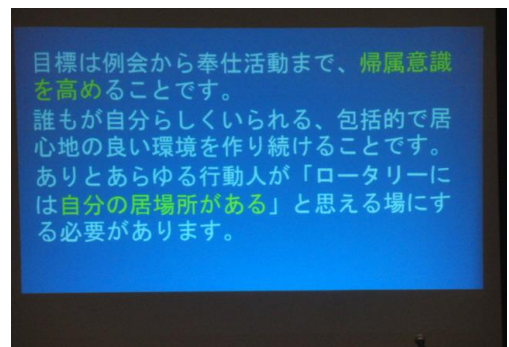 目標は例会から奉仕活動まで、帰属意識
を高めることです。
誰もが自分らしくいられる、包括的で居
心地の良い環境を作り続けることです。
ありとあらゆる行動人が「ロータリーに
は自分の居場所がある」と思える場にす
る必要があります。